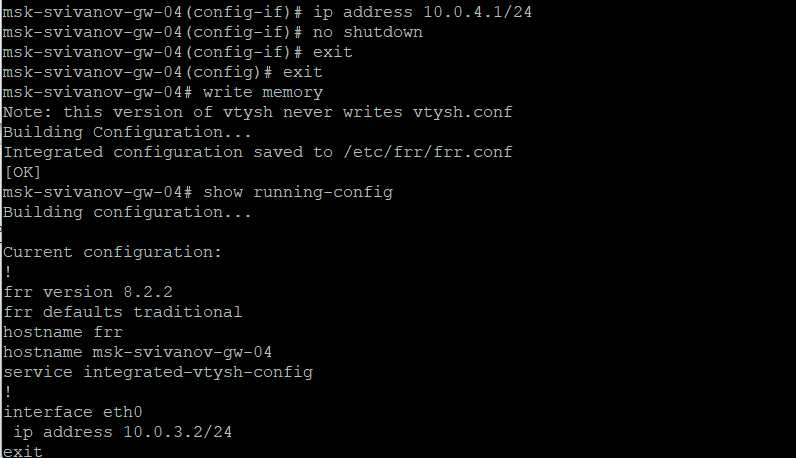 msk-svivanov-gw-04(config-if)# ip address 10.0.4.1/24
msk-svivanov-gw-04(config-if)# no shutdown
msk-svivanov-gw-04(config-if)# exit
msk-svivanov-gw-04(config)# exit
msk-svivanov-gw-04# write memory
Note: this version of vtysh never writes vtysh.conf
Building Configuration...
Integrated configuration saved to /etc/frr/frr.conf
[OK]
msk-svivanov-gw-04# show running-config
Building configuration...

Current configuration:
!
frr version 8.2.2
frr defaults traditional
hostname frr
hostname msk-svivanov-gw-04
service integrated-vtysh-config
!
interface eth0
 ip address 10.0.3.2/24
exit